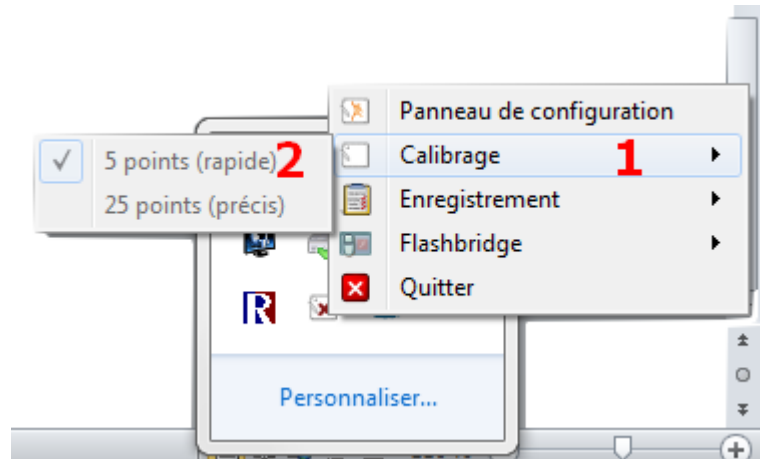 Panneau de configuration
Calibrage 1
Enregistrement
Flashbridge
Quitter
5 points (rapide) 2
25 points (précis)
R
Personnaliser...